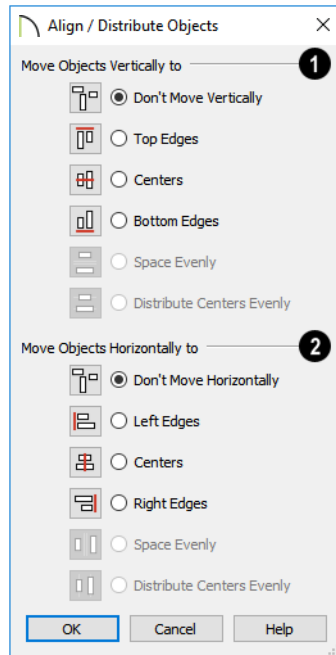 Align / Distribute Objects
Move Objects Vertically to
1
Don't Move Vertically
Top Edges
Centers
Bottom Edges
Space Evenly
Distribute Centers Evenly
Move Objects Horizontally to
2
Don't Move Horizontally
Left Edges
Centers
Right Edges
Space Evenly
Distribute Centers Evenly
OK Cancel Help